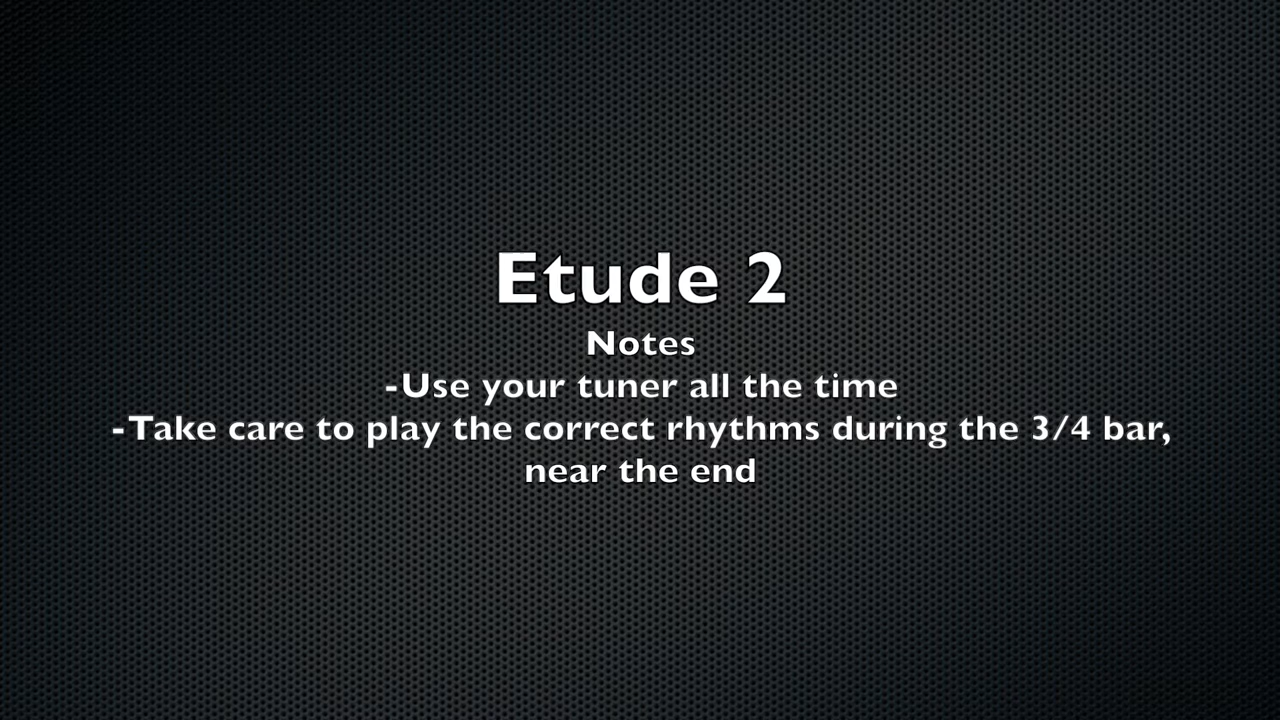 Etude 2
Notes
-Use your tuner all the time
-Take care to play the correct rhythms during the 3/4 bar,
near the end